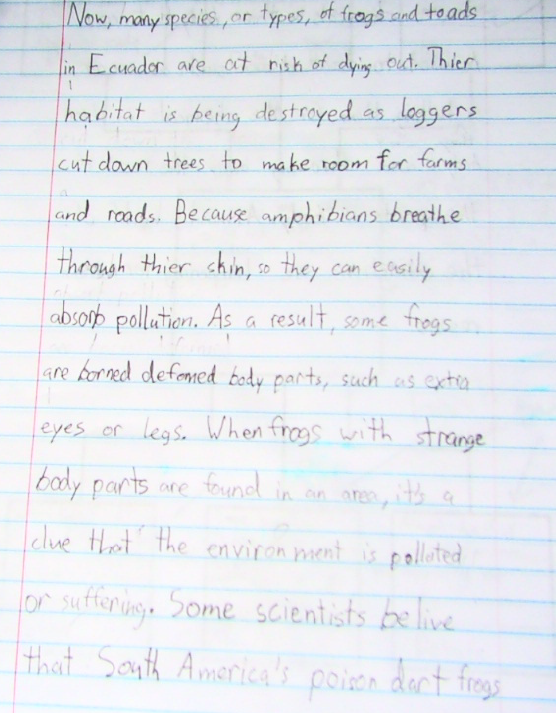 Now, many species, or types, of frogs and toads
in Ecuador are at risk of dying out. Thier
habitat is being destroyed as loggers
cut down trees to make room for farms
and roads. Because amphibians breathe
through thier skin, so they can easily
absorb pollution. As a result, some frogs
are borned defomed body parts, such as extra
eyes or legs. When frogs with strange
body parts are found in an area, it's a
clue that the environment is polluted
or suffering. Some scientists belive
that South America's poison dart frogs